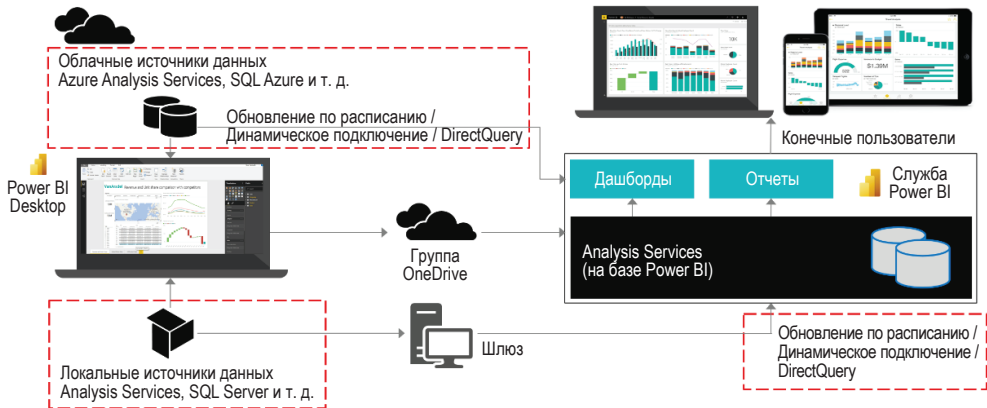 Облачные источники данных
Azure Analysis Services, SQL Azure и т. д.
Обновление по расписанию /
Динамическое подключение / DirectQuery
Power BI
Desktop
Группа
OneDrive
Конечные пользователи
Дашборды
Отчеты
Служба
Power BI
Analysis Services
(на базе Power BI)
Шлюз
Локальные источники данных
Analysis Services, SQL Server и т. д.
Обновление по расписанию /
Динамическое подключение /
DirectQuery
$1.39M